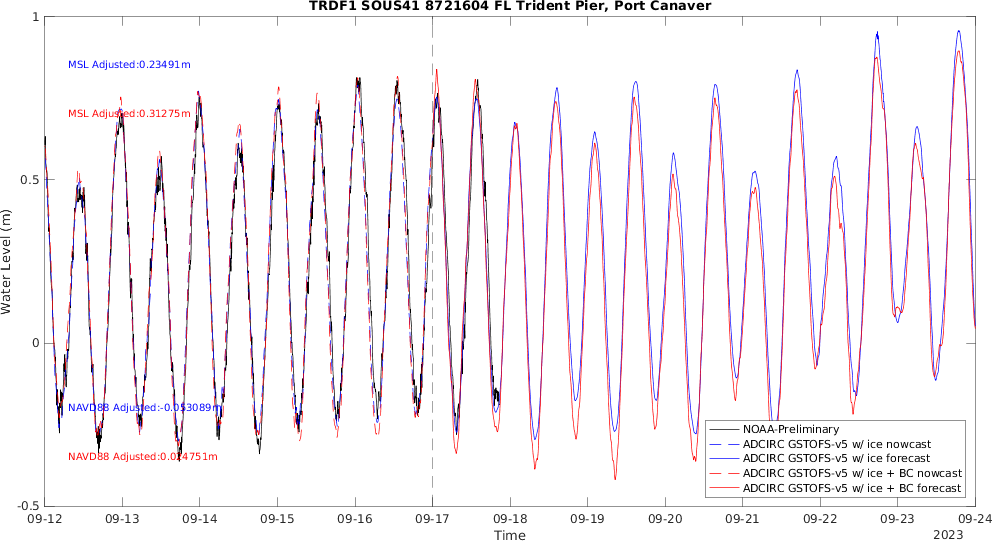 TRDF1 SOUS41 8721604 FL Trident Pier, Port Canaver
1
MSL Adjusted:0.23491m
MSL Adjusted:0.31275m
0.5
Water Level (m)
0
NAVD88 Adjusted:-0.053089m
NAVD88 Adjusted:0.024751m
-0.5
NOAA-Preliminary
ADCIRC GSTOFS-v5 w/ ice nowcast
ADCIRC GSTOFS-v5 w/ ice forecast
ADCIRC GSTOFS-v5 w/ ice + BC nowcast
ADCIRC GSTOFS-v5 w/ ice + BC forecast
09-12 09-13 09-14 09-15 09-16 09-17 09-18 09-19 09-20 09-21 09-22 09-23 09-24
Time
2023